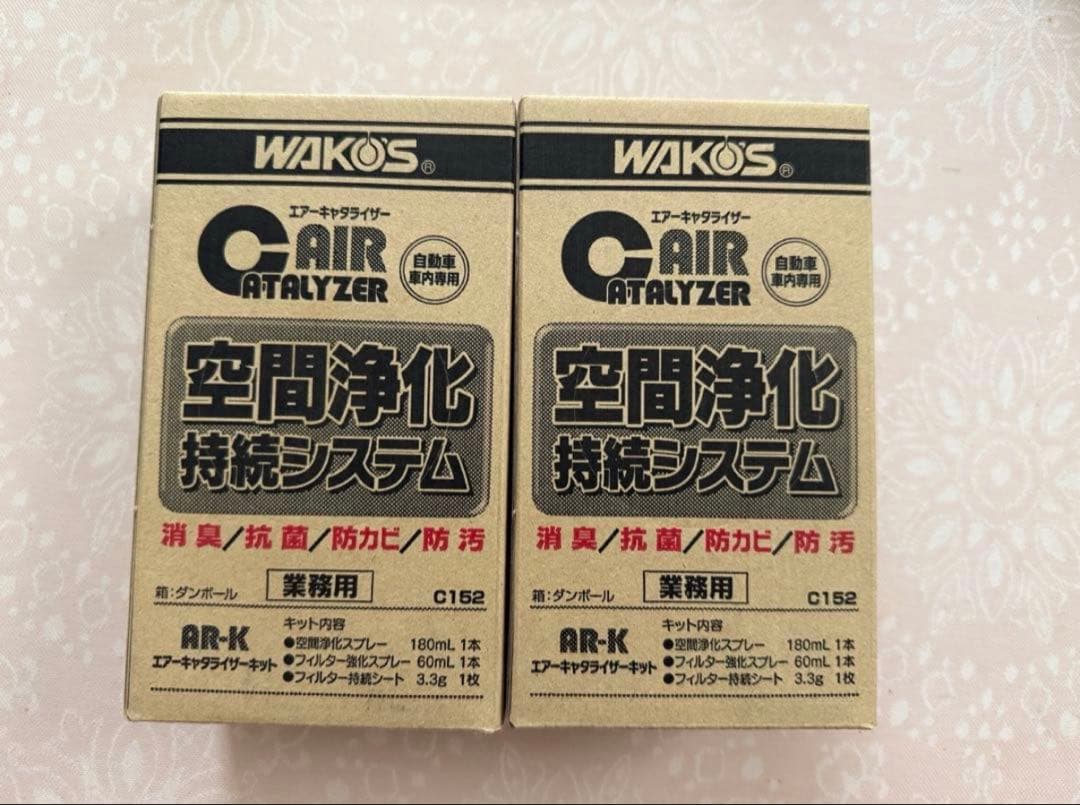 WAKO'S®
エアーキャタライザー
AIR
CATALYZER
自動車
車内専用
空間浄化
持続システム
消臭/抗菌/防カビ/防汚
箱:ダンボール
業務用
C152
AR-K
エアーキャタライザーキット
キット内容
●空間浄化スプレー 180mL 1本
●フィルター強化スプレー 60mL 1本
●フィルター持続シート 3.3g 1枚
WAKO'S®
エアーキャタライザー
AIR
CATALYZER
自動車
車内専用
空間浄化
持続システム
消臭/抗菌/防カビ/防汚
箱:ダンボール
業務用
C152
AR-K
エアーキャタライザーキット
キット内容
●空間浄化スプレー 180mL 1本
●フィルター強化スプレー 60mL 1本
●フィルター持続シート 3.3g 1枚